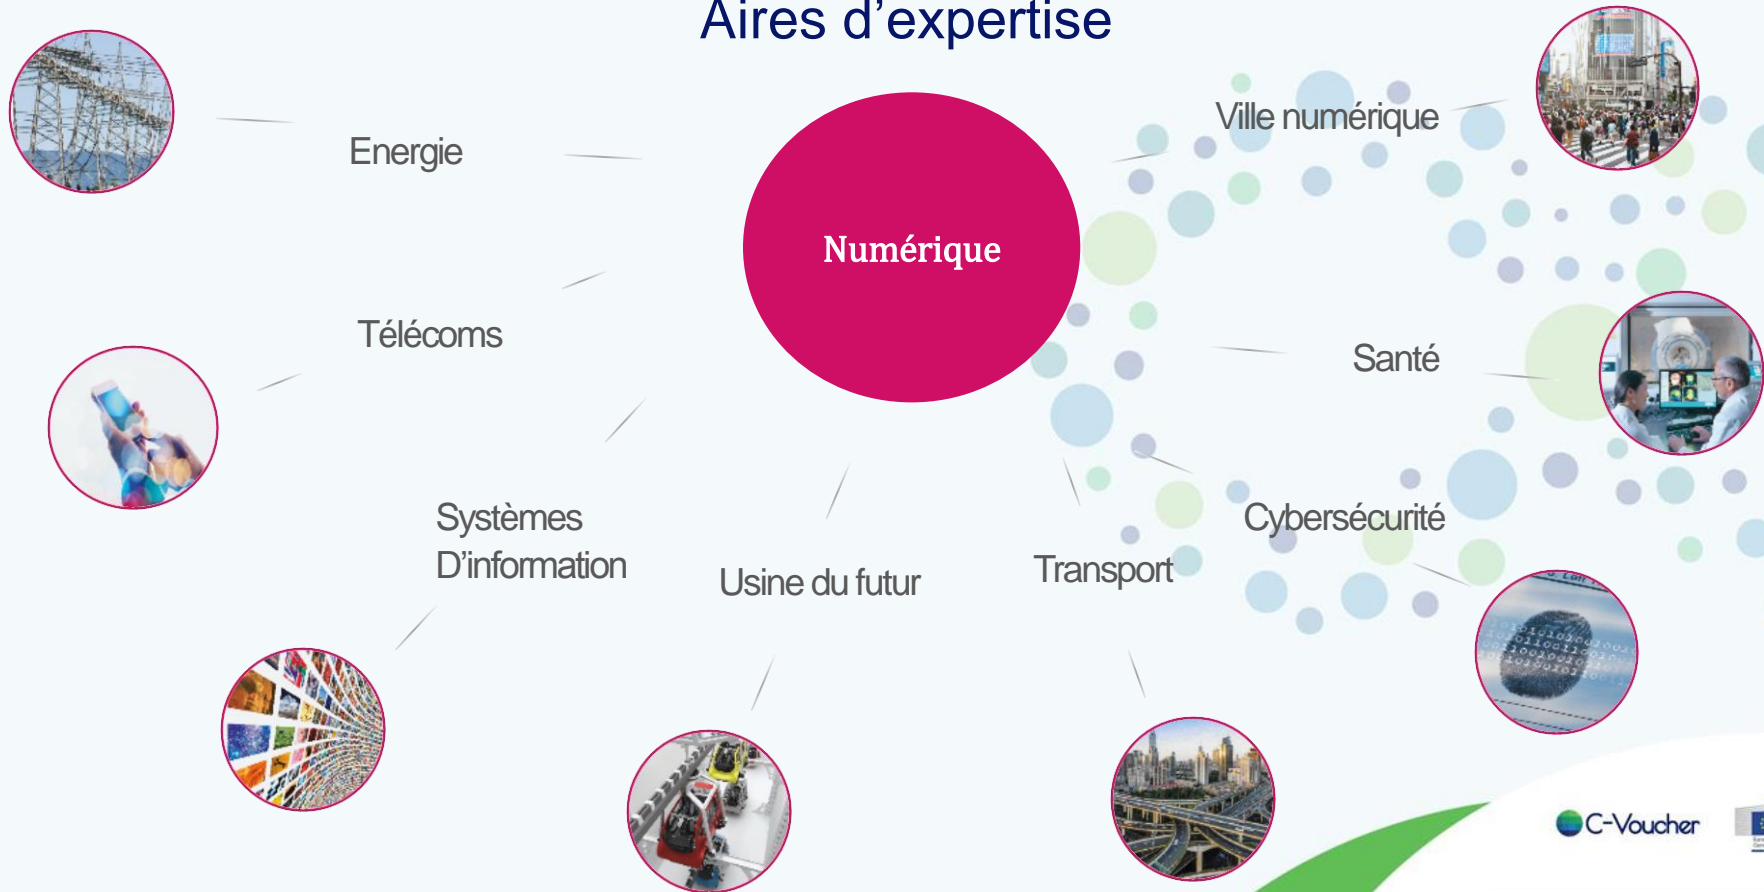 Aires d’expertise
Ville numérique
Energie
Numérique
Télécoms
Santé
Systèmes
D’information
Cybersécurité
Usine du futur
Transport
C-Voucher